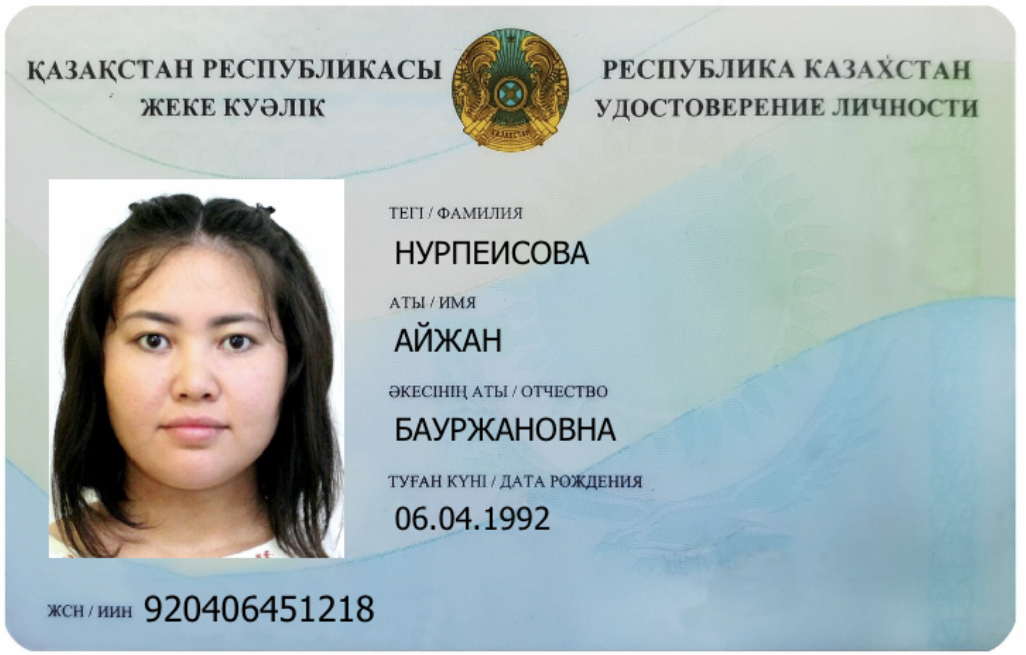 ҚАЗАҚСТАН РЕСПУБЛИКАСЫ
ЖЕКЕ КУӘЛІК
РЕСПУБЛИКА КАЗАХСТАН
УДОСТОВЕРЕНИЕ ЛИЧНОСТИ
ҚАЗАҚСТАН
ТЕГІ / ФАМИЛИЯ
НУРПЕИСОВА
АТЫ / ИМЯ
АЙЖАН
ӘКЕСІНІҢ АТЫ / ОТЧЕСТВО
БАУРЖАНОВНА
ТУҒАН КҮНІ / ДАТА РОЖДЕНИЯ
06.04.1992
ЖСН / ИИН 920406451218